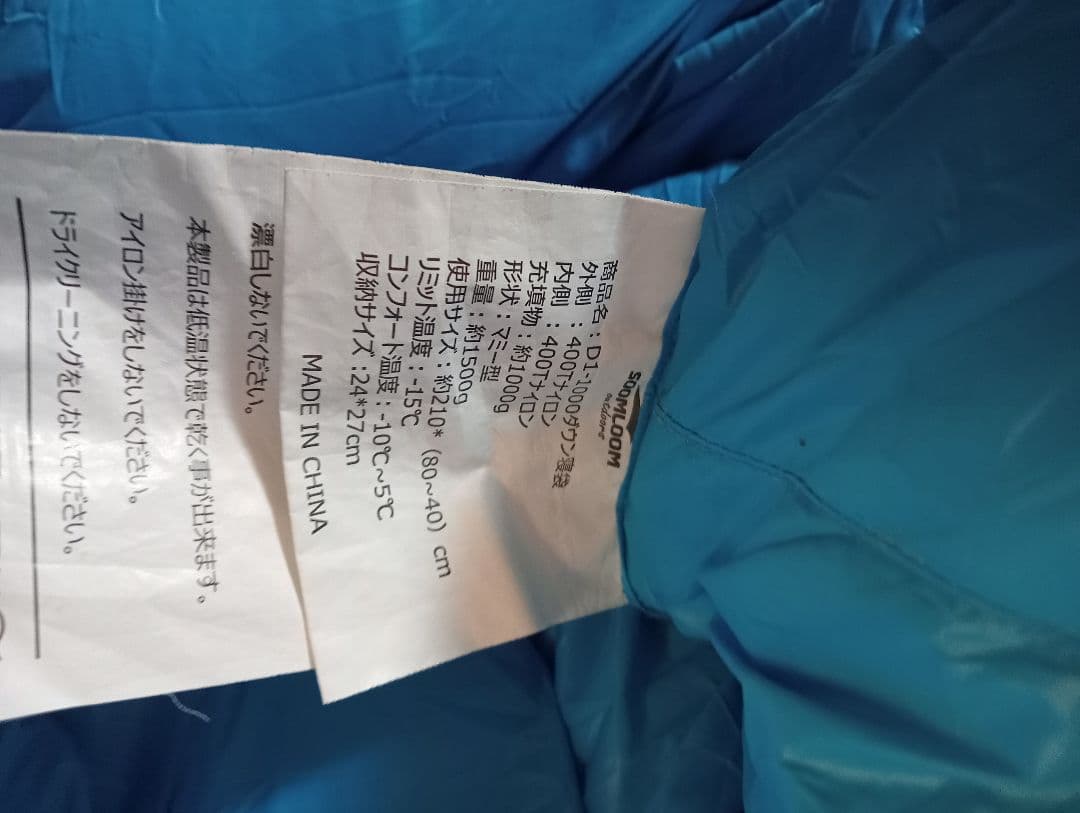 SOOMLOOM
outdoors
商品名：D1-1000ダウン寝袋
外側：400Tナイロン
内側：400Tナイロン
充填物：約1000g
形状：マミー型
重量：約1500g
使用サイズ：約210*（80~40）cm
リミット温度：-15℃
コンフォート温度：-10℃~5℃
収納サイズ：24*27cm
MADE IN CHINA
漂白しないでください。
本製品は低温状態で乾く事が出来ます。
アイロン掛けをしないでください。
ドライクリーニングをしないでください。